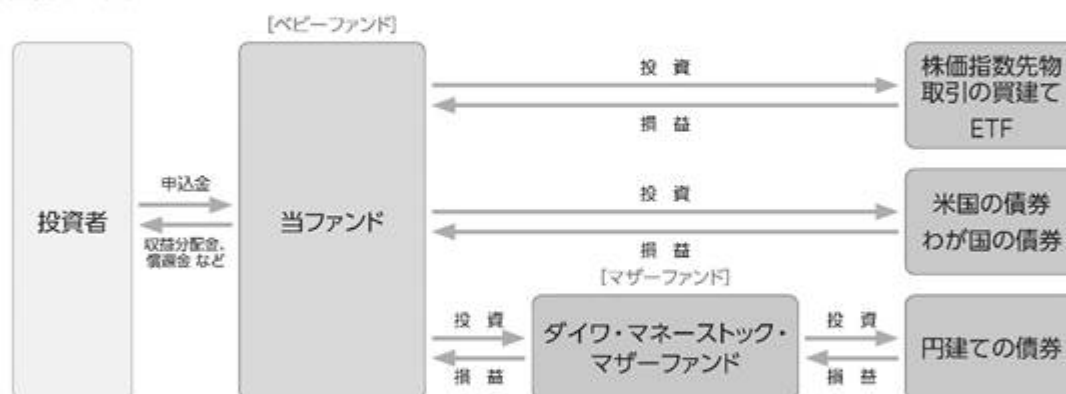 [ベビーファンド]
投資者
申込金
収益分配金、
償還金 など
当ファンド
投 資
損 益
株価指数先物
取引の買建て
ETF
投 資
損 益
米国の債券
わが国の債券
[マザーファンド]
投 資
損 益
ダイワ・マネーストック・
マザーファンド
投 資
損 益
円建ての債券